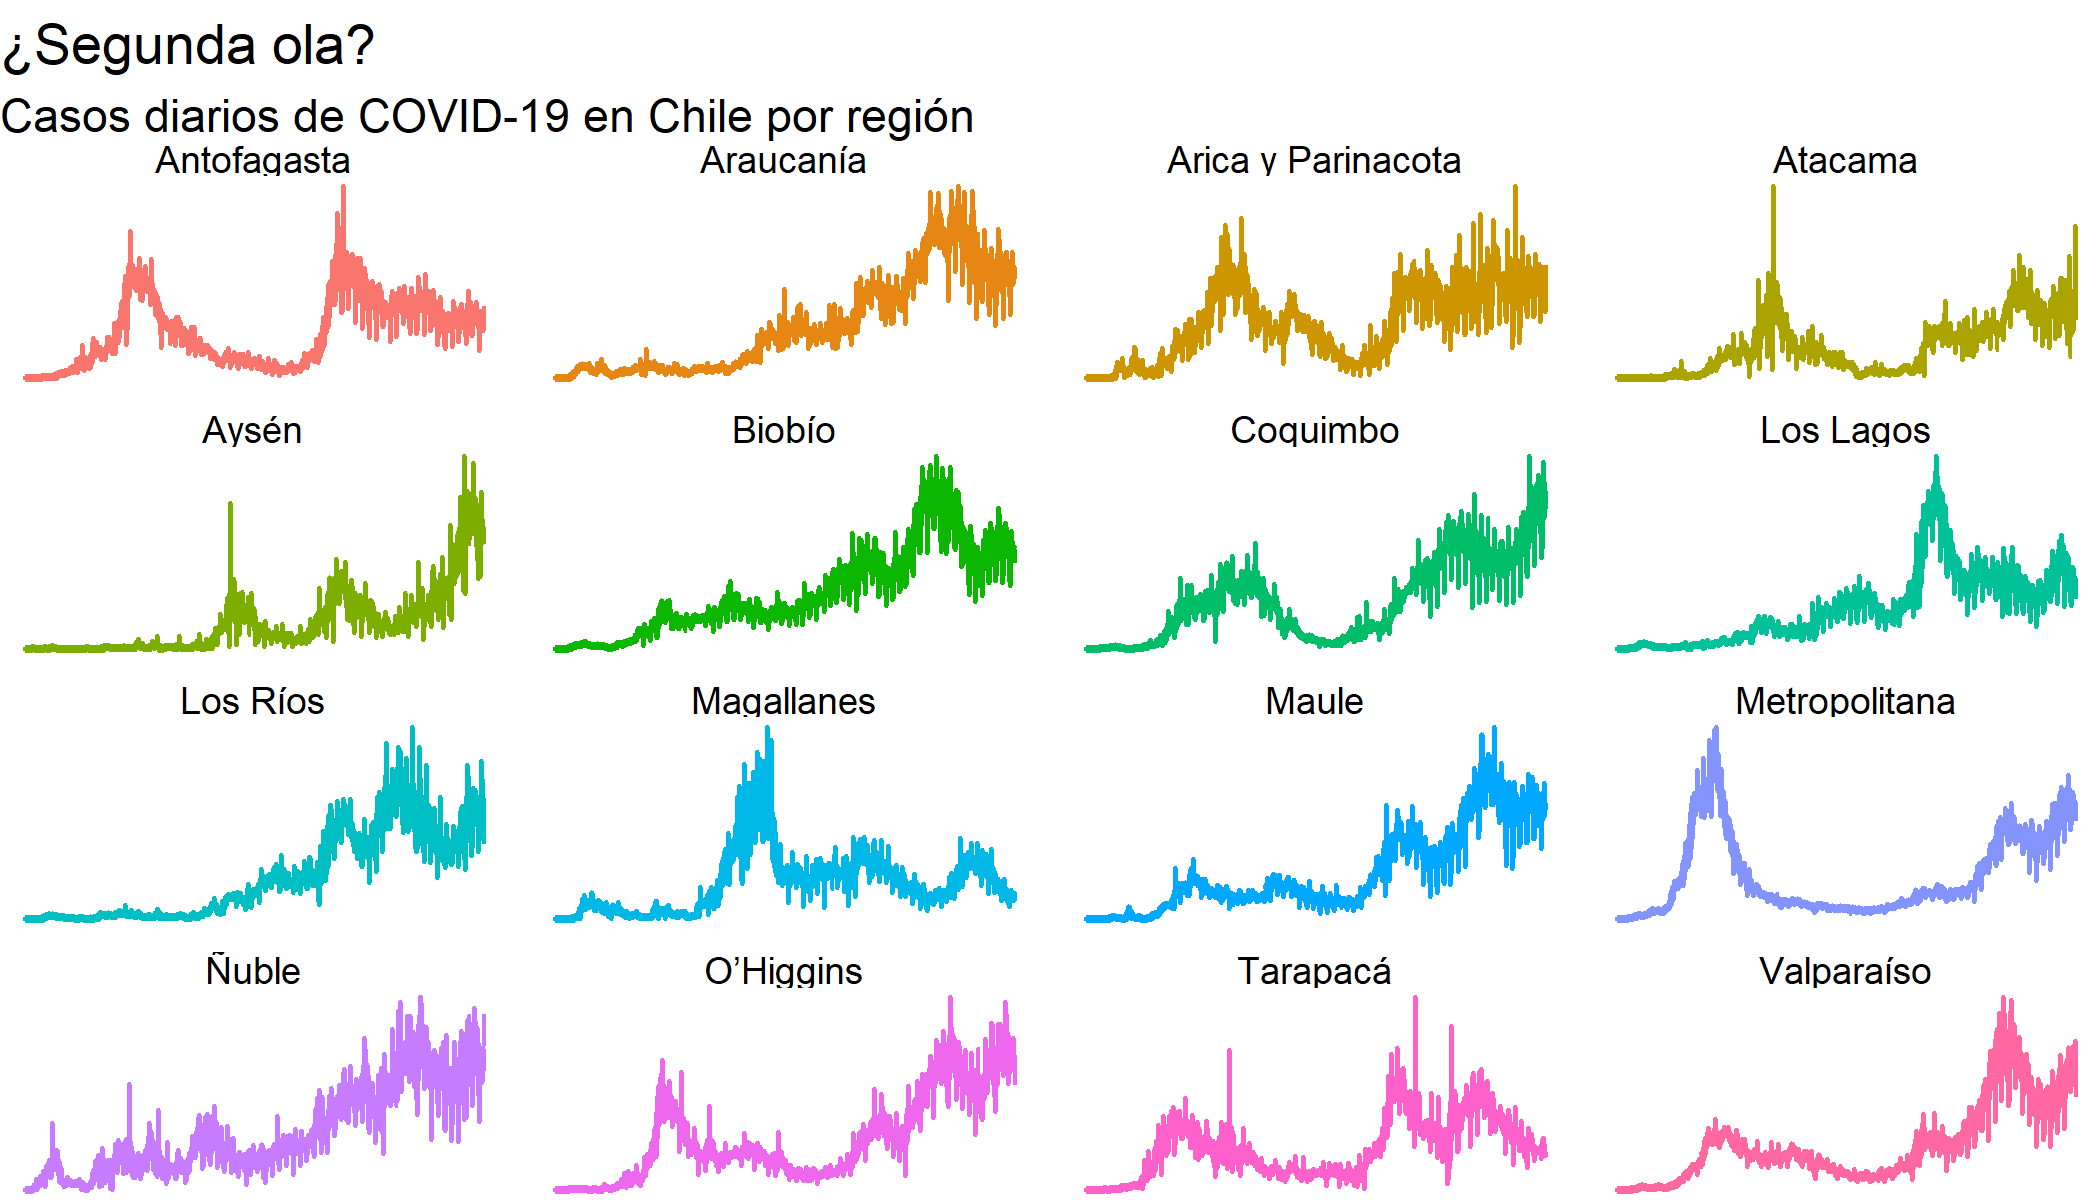 ¿Segunda ola?
Casos diarios de COVID-19 en Chile por región
Antofagasta
Araucanía
Arica y Parinacota
Atacama
Aysén
Biobío
Coquimbo
Los Lagos
Los Ríos
Magallanes
Maule
Metropolitana
Ñuble
O’Higgins
Tarapacá
Valparaíso